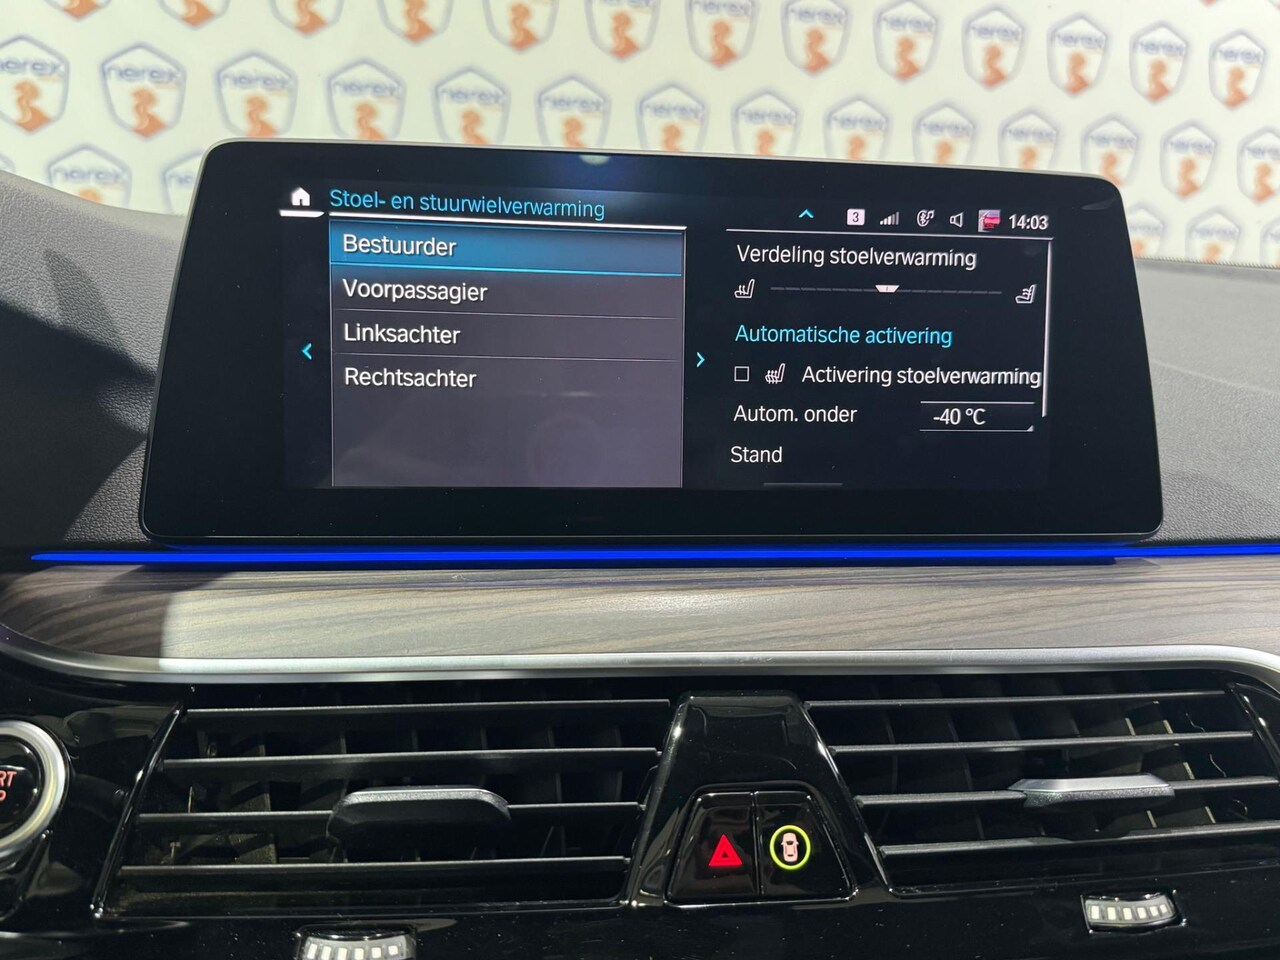 Stoel- en stuurwielverwarming
3
14:03
Bestuurder
Voorpassagier
Linksachter
Rechtsachter
Verdeling stoelverwarming
Automatische activering
Activering stoelverwarming
Autom. onder
-40 °C
Stand